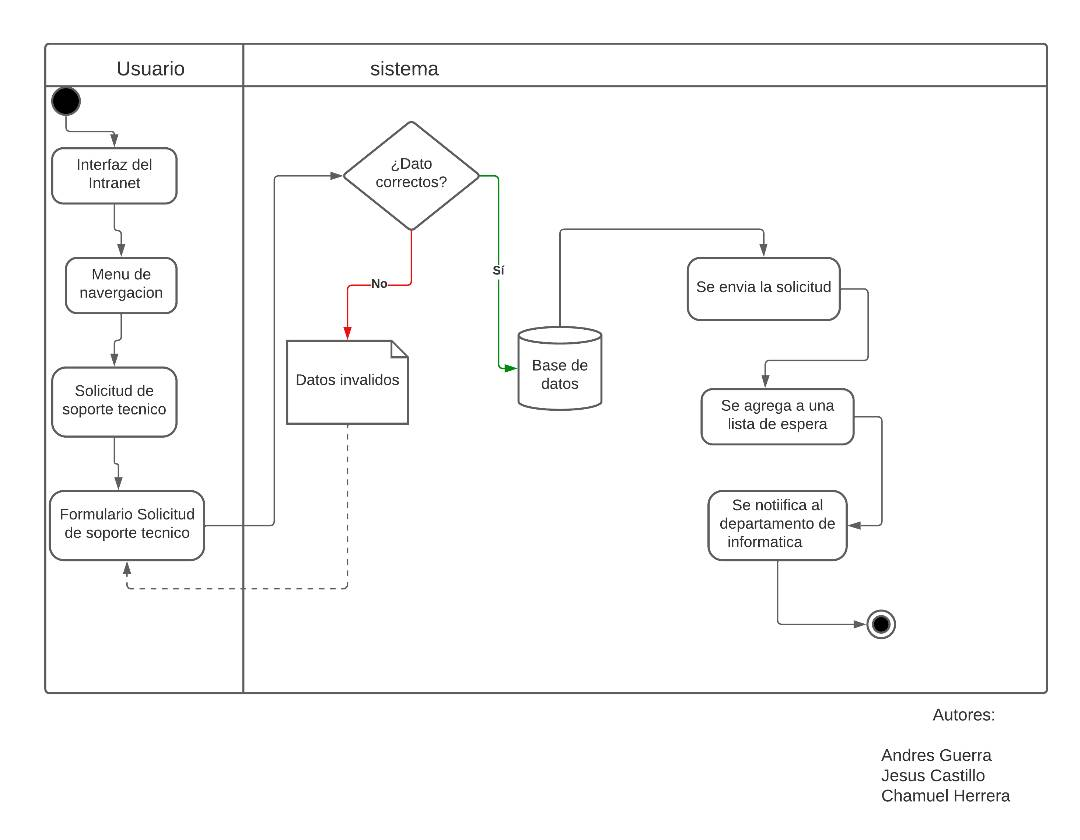 Usuario
sistema
Interfaz del
Intranet
Menu de
navergacion
Solicitud de
soporte tecnico
Formulario Solicitud
de soporte tecnico
¿Dato
correctos?
No
Sí
Datos invalidos
Base de
datos
Se envia la solicitud
Se agrega a una
lista de espera
Se notiifica al
departamento de
informatica
Autores:
Andres Guerra
Jesus Castillo
Chamuel Herrera